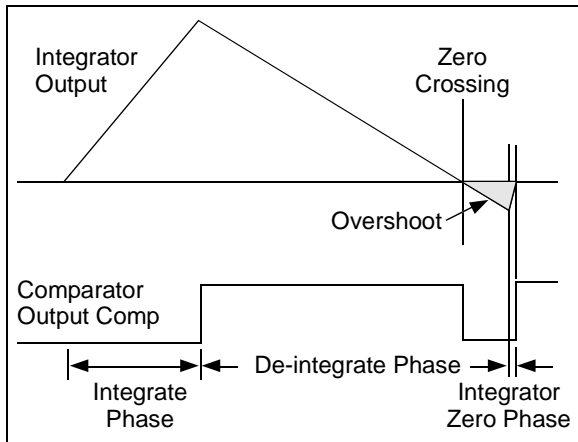 Integrator
Output
Zero
Crossing
Overshoot
Comparator
Output Comp
De-integrate Phase
Integrate
Phase
Integrator
Zero Phase